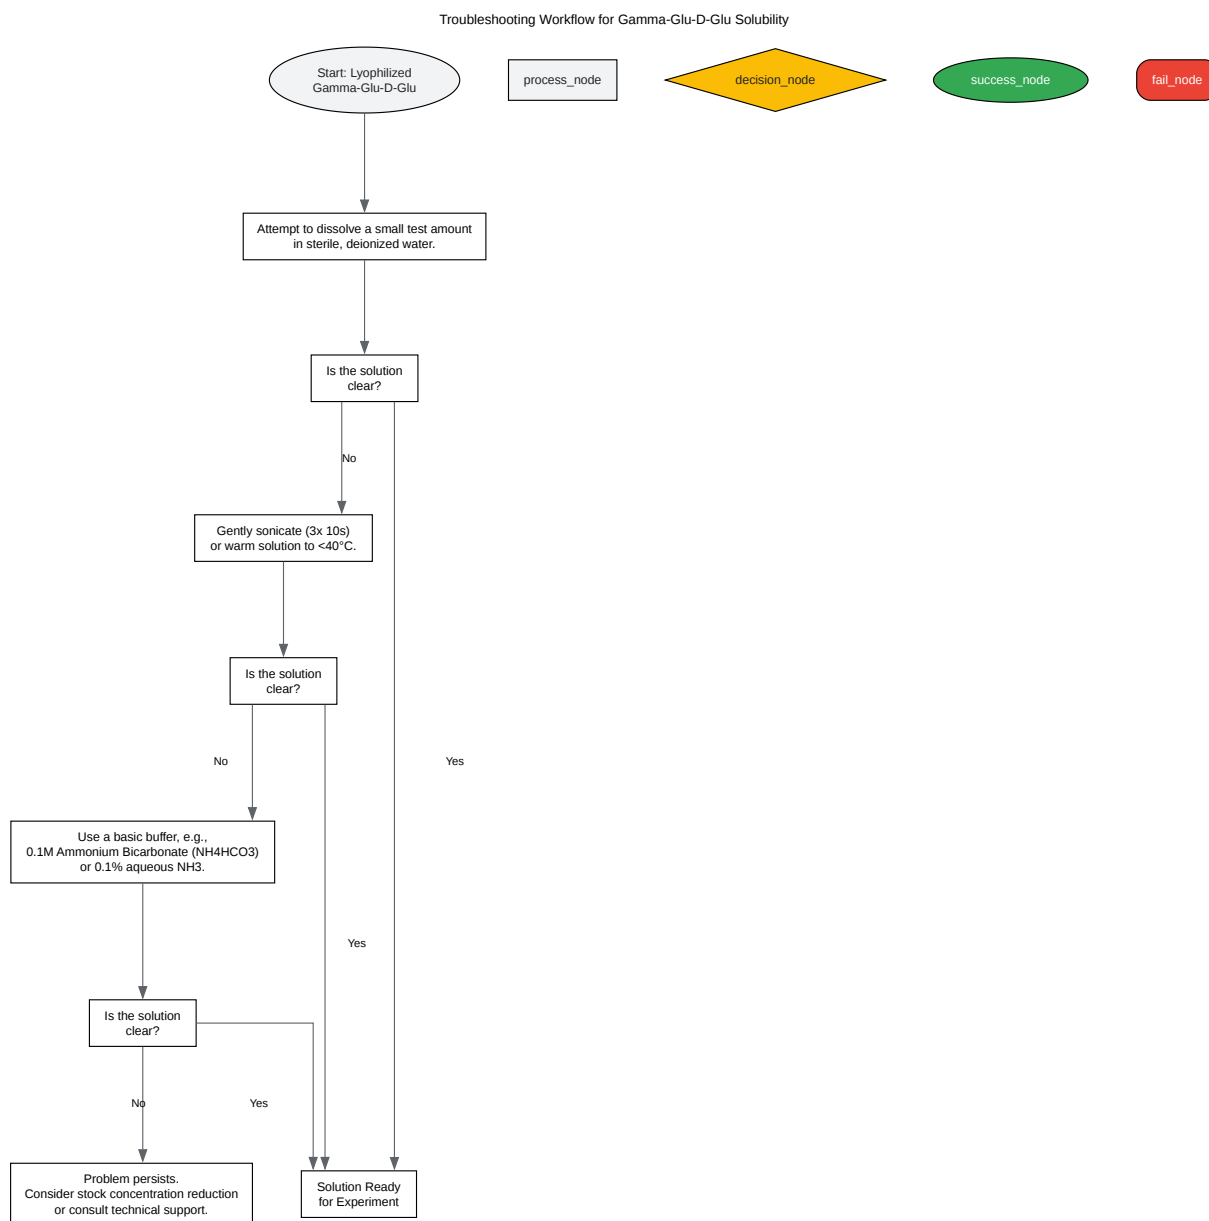 Troubleshooting Workflow for Gamma-Glu-D-Glu Solubility
Start: Lyophilized
Gamma-Glu-D-Glu
process_node
decision_node
success_node
fail_node
Attempt to dissolve a small test amount
in sterile, deionized water.
Is the solution
clear?
No
Gently sonicate (3x 10s)
or warm solution to <40°C.
Is the solution
clear?
No
Yes
Use a basic buffer, e.g.,
0.1M Ammonium Bicarbonate (NH4HCO3)
or 0.1% aqueous NH3.
Yes
Is the solution
clear?
No
Yes
Problem persists.
Consider stock concentration reduction
or consult technical support.
Solution Ready
for Experiment